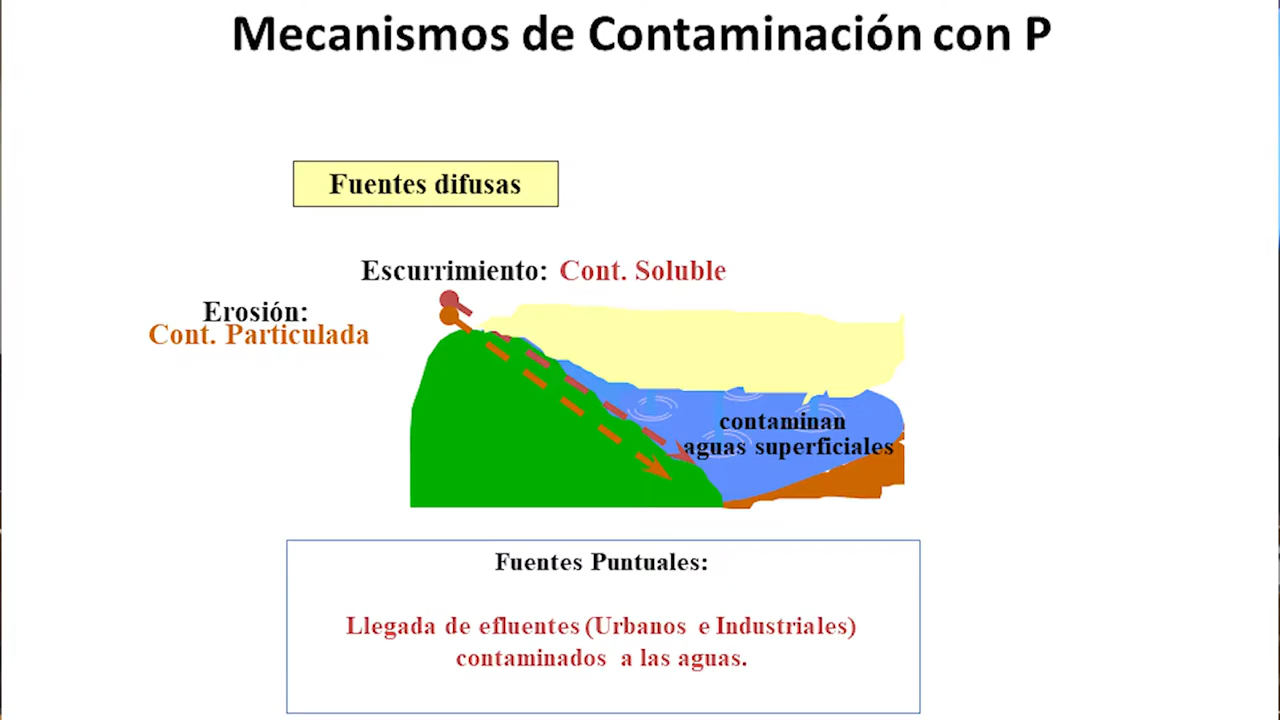 Mecanismos de Contaminación con P
Fuentes difusas
Escurrimiento: Cont. Soluble
Erosión:
Cont. Particulada
contaminan
aguas superficiales
Fuentes Puntuales:
Llegada de efluentes (Urbanos e Industriales)
contaminados a las aguas.